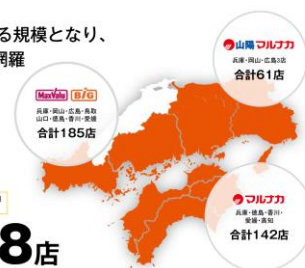 る規模となり、
網羅
MaxValu BIG
兵庫・岡山・広島・鳥取
山口・徳島・香川・愛媛
合計185店
山陽マルナカ
兵庫・岡山・広島3店
合計61店
マルナカ
兵庫・徳島・香川・
愛媛・高知
合計142店
8店